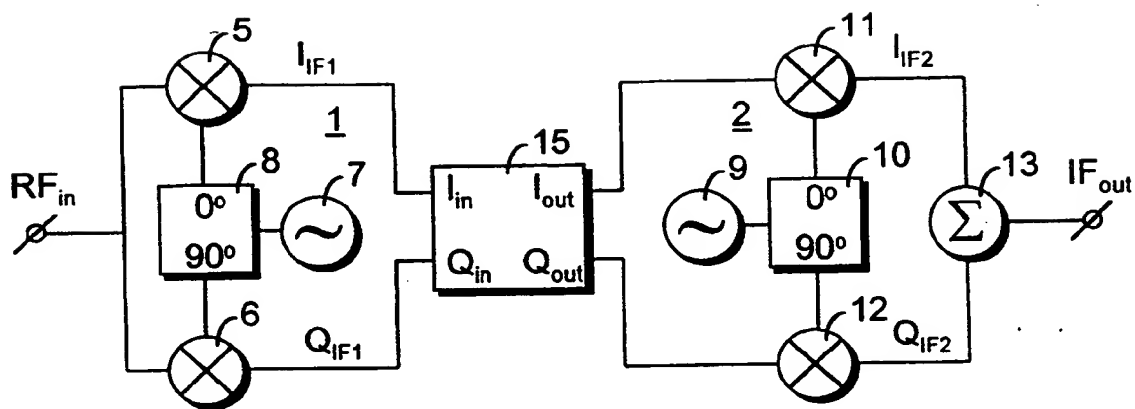 5
I_IF1
11
I_IF2
1
2
15
8
7
9
10
13
RF_in
0°
90°
~
I_in
I_out
Q_in
Q_out
~
0°
90°
Σ
IF_out
6
Q_IF1
12
Q_IF2